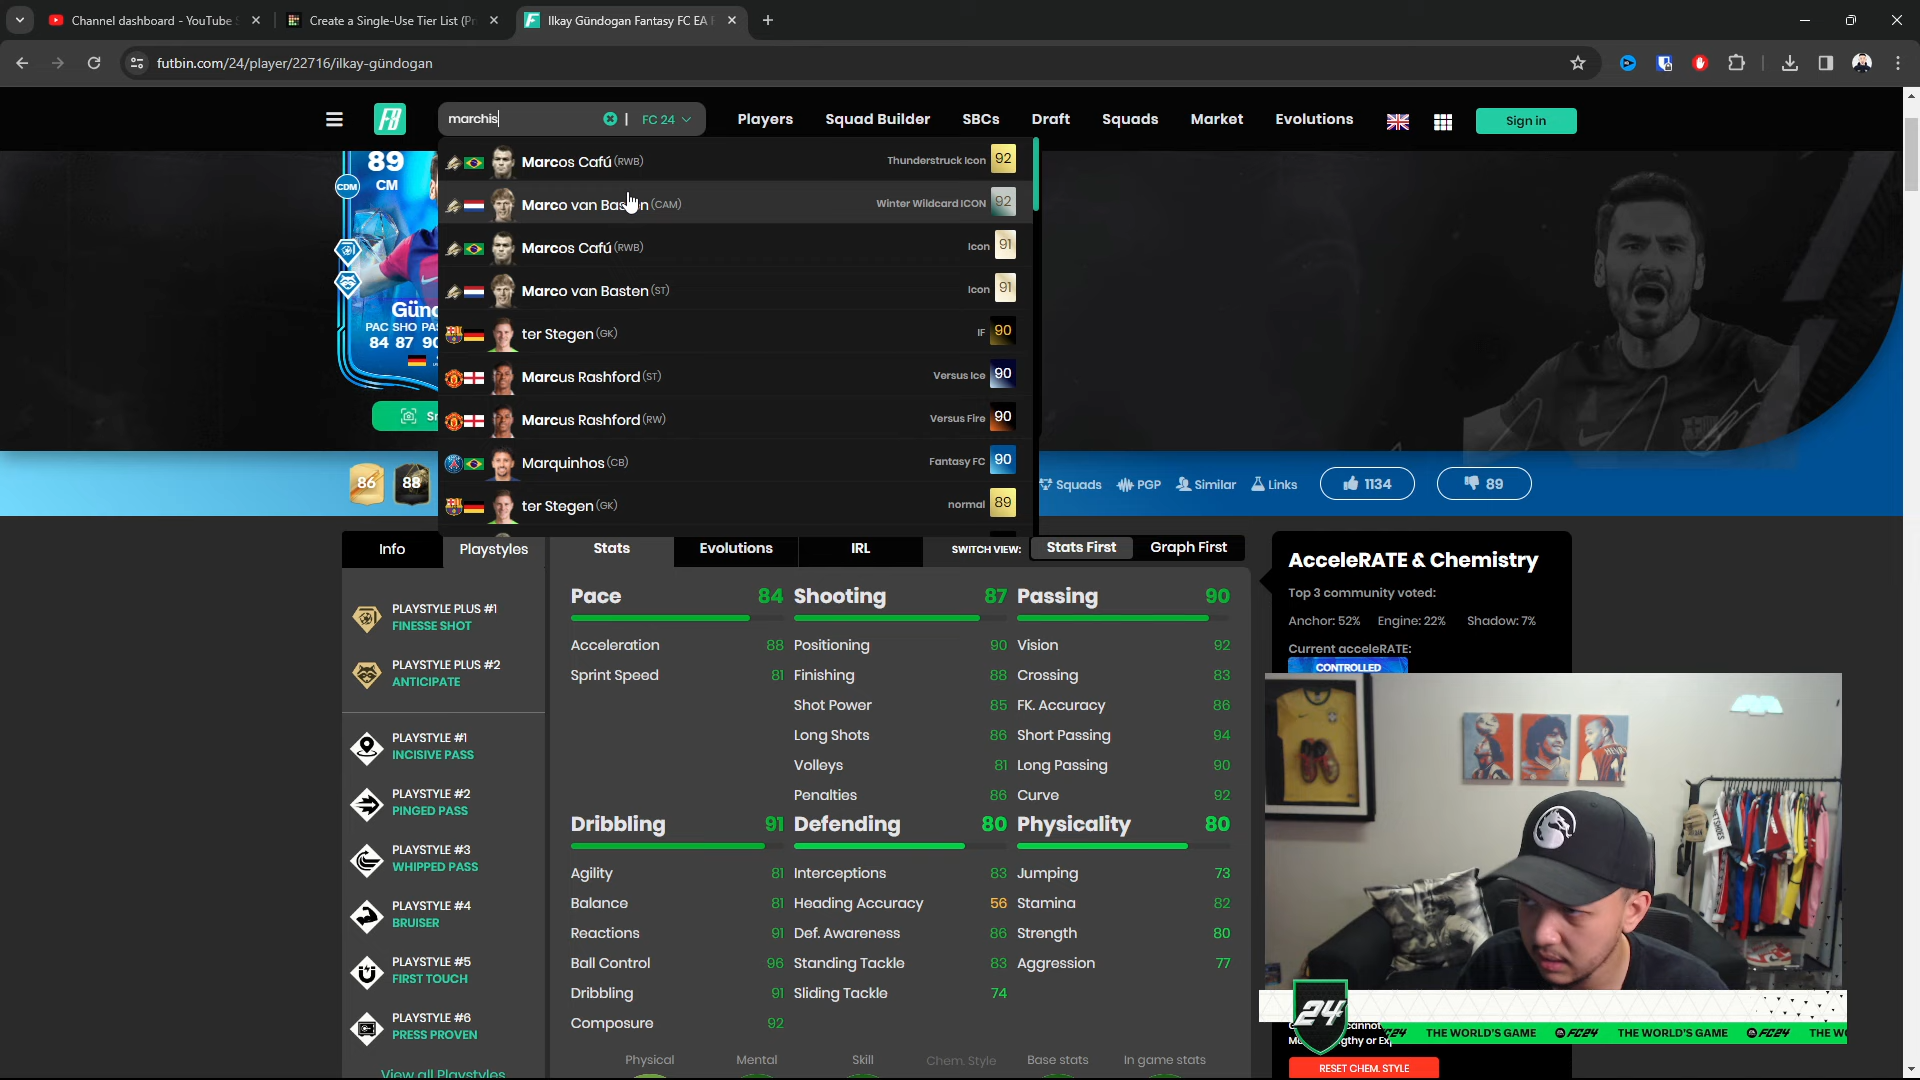 Channel dashboard - YouTube
Create a Single-Use Tier List (Pr
Ilkay Gündogan Fantasy FC EA F
futbin.com/24/player/22716/ilkay-gündogan
marchis
FC 24
Players
Squad Builder
SBCs
Draft
Squads
Market
Evolutions
Sign in
89
CM
CDM
Marcos Cafú (RWB)
Thunderstruck Icon 92
Marco van Basten (CAM)
Winter Wildcard ICON 92
Marcos Cafú (RWB)
Icon 91
Marco van Basten (ST)
Icon 91
ter Stegen (GK)
IF 90
Marcus Rashford (ST)
Versus Ice 90
Marcus Rashford (RW)
Versus Fire 90
Marquinhos (CB)
Fantasy FC 90
ter Stegen (GK)
normal 89
PAC SHO
84 87
86
88
Squads
PGP
Similar
Links
1134
89
Info
Playstyles
Stats
Evolutions
IRL
SWITCH VIEW:
Stats First
Graph First
PLAYSTYLE PLUS #1
FINESSE SHOT
PLAYSTYLE PLUS #2
ANTICIPATE
PLAYSTYLE #1
INCISIVE PASS
PLAYSTYLE #2
PINGED PASS
PLAYSTYLE #3
WHIPPED PASS
PLAYSTYLE #4
BRUISER
PLAYSTYLE #5
FIRST TOUCH
PLAYSTYLE #6
PRESS PROVEN
View all Playstyles
Pace 84
Acceleration 88
Sprint Speed 81
Shooting 87
Positioning 90
Finishing 88
Shot Power 85
Long Shots 86
Volleys 81
Penalties 86
Passing 90
Vision 92
Crossing 83
FK. Accuracy 86
Short Passing 94
Long Passing 90
Curve 92
Dribbling 91
Agility 81
Balance 81
Reactions 91
Ball Control 96
Dribbling 91
Composure 92
Defending 80
Interceptions 83
Heading Accuracy 56
Def. Awareness 86
Standing Tackle 83
Sliding Tackle 74
Physicality 80
Jumping 73
Stamina 82
Strength 80
Aggression 77
Physical
Mental
Skill
Chem. Style
Base stats
In game stats
AcceleRATE & Chemistry
Top 3 community voted:
Anchor: 52% Engine: 22% Shadow: 7%
Current acceleRATE:
CONTROLLED
24
THE WORLD'S GAME
FC24
THE WORLD'S GAME
FC24
RESET CHEM. STYLE